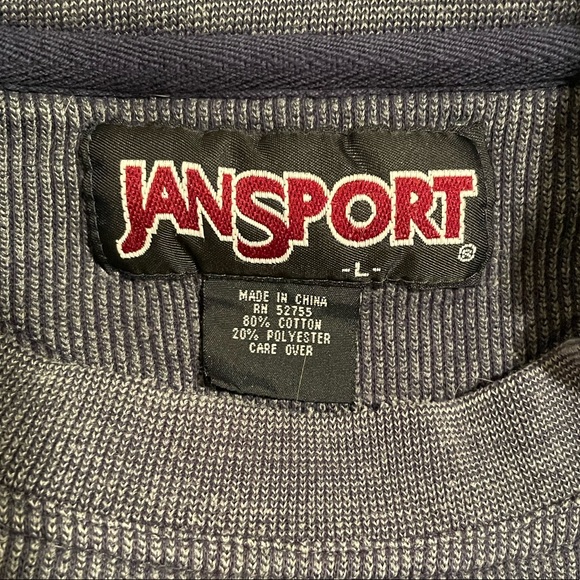 JANSPORT
®
-L-
MADE IN CHINA
RN 52755
80% COTTON
20% POLYESTER
CARE OVER